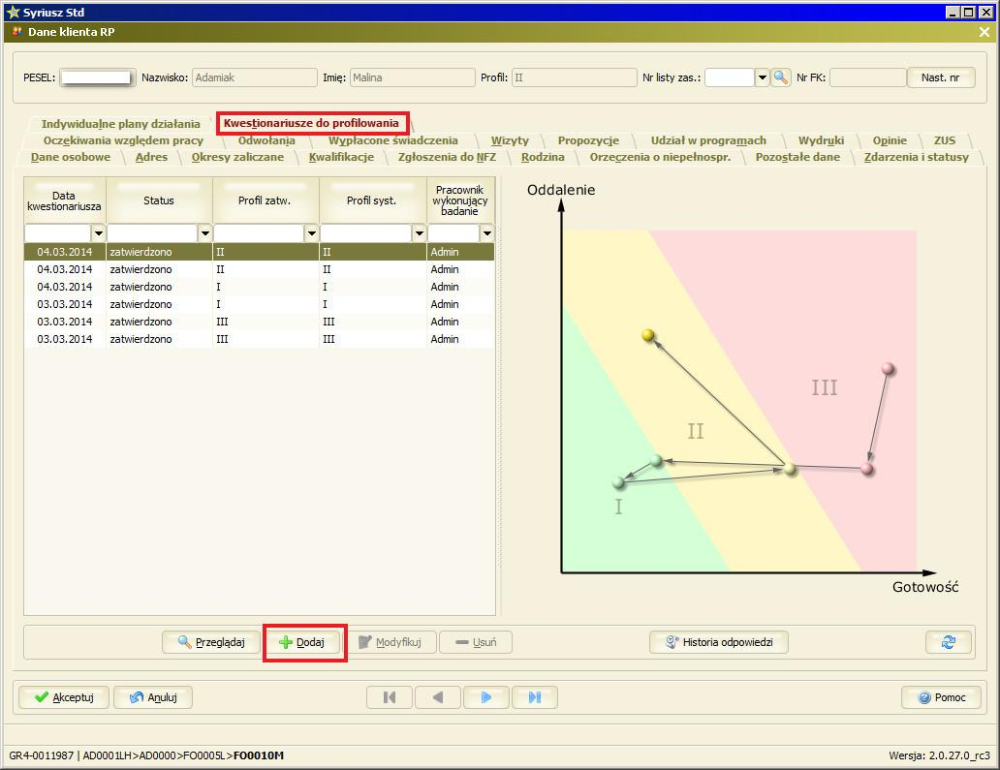 Syriusz Std
Dane klienta RP
PESEL: Nazwisko: Adamiak Imię: Malina Profil: II Nr listy zas.: Nr FK: Nast. nr
Indywidualne plany działania Kwestionariusze do profilowania
Oczekiwania względem pracy Odwołania Wypłacone świadczenia Wizyty Propozycje Udział w programach Wydruki Opinie ZUS
Dane osobowe Adres Okresy zaliczane Kwalifikacje Zgłoszenia do NFZ Rodzina Orzeczenia o niepełnospr. Pozostałe dane Zdarzenia i statusy
Data kwestionariusza Status Profil zatw. Profil syst. Pracownik wykonujący badanie
04.03.2014 zatwierdzono II II Admin
04.03.2014 zatwierdzono II II Admin
04.03.2014 zatwierdzono I I Admin
03.03.2014 zatwierdzono I I Admin
03.03.2014 zatwierdzono III III Admin
03.03.2014 zatwierdzono III III Admin
Oddalenie
III
II
I
Gotowość
Przeglądaj Dodaj Modyfikuj Usuń Historia odpowiedzi
Akceptuj Anuluj Pomoc
GR4-0011987 | AD0001LH>AD0000>FO0005L>FO0010M Wersja: 2.0.27.0_rc3